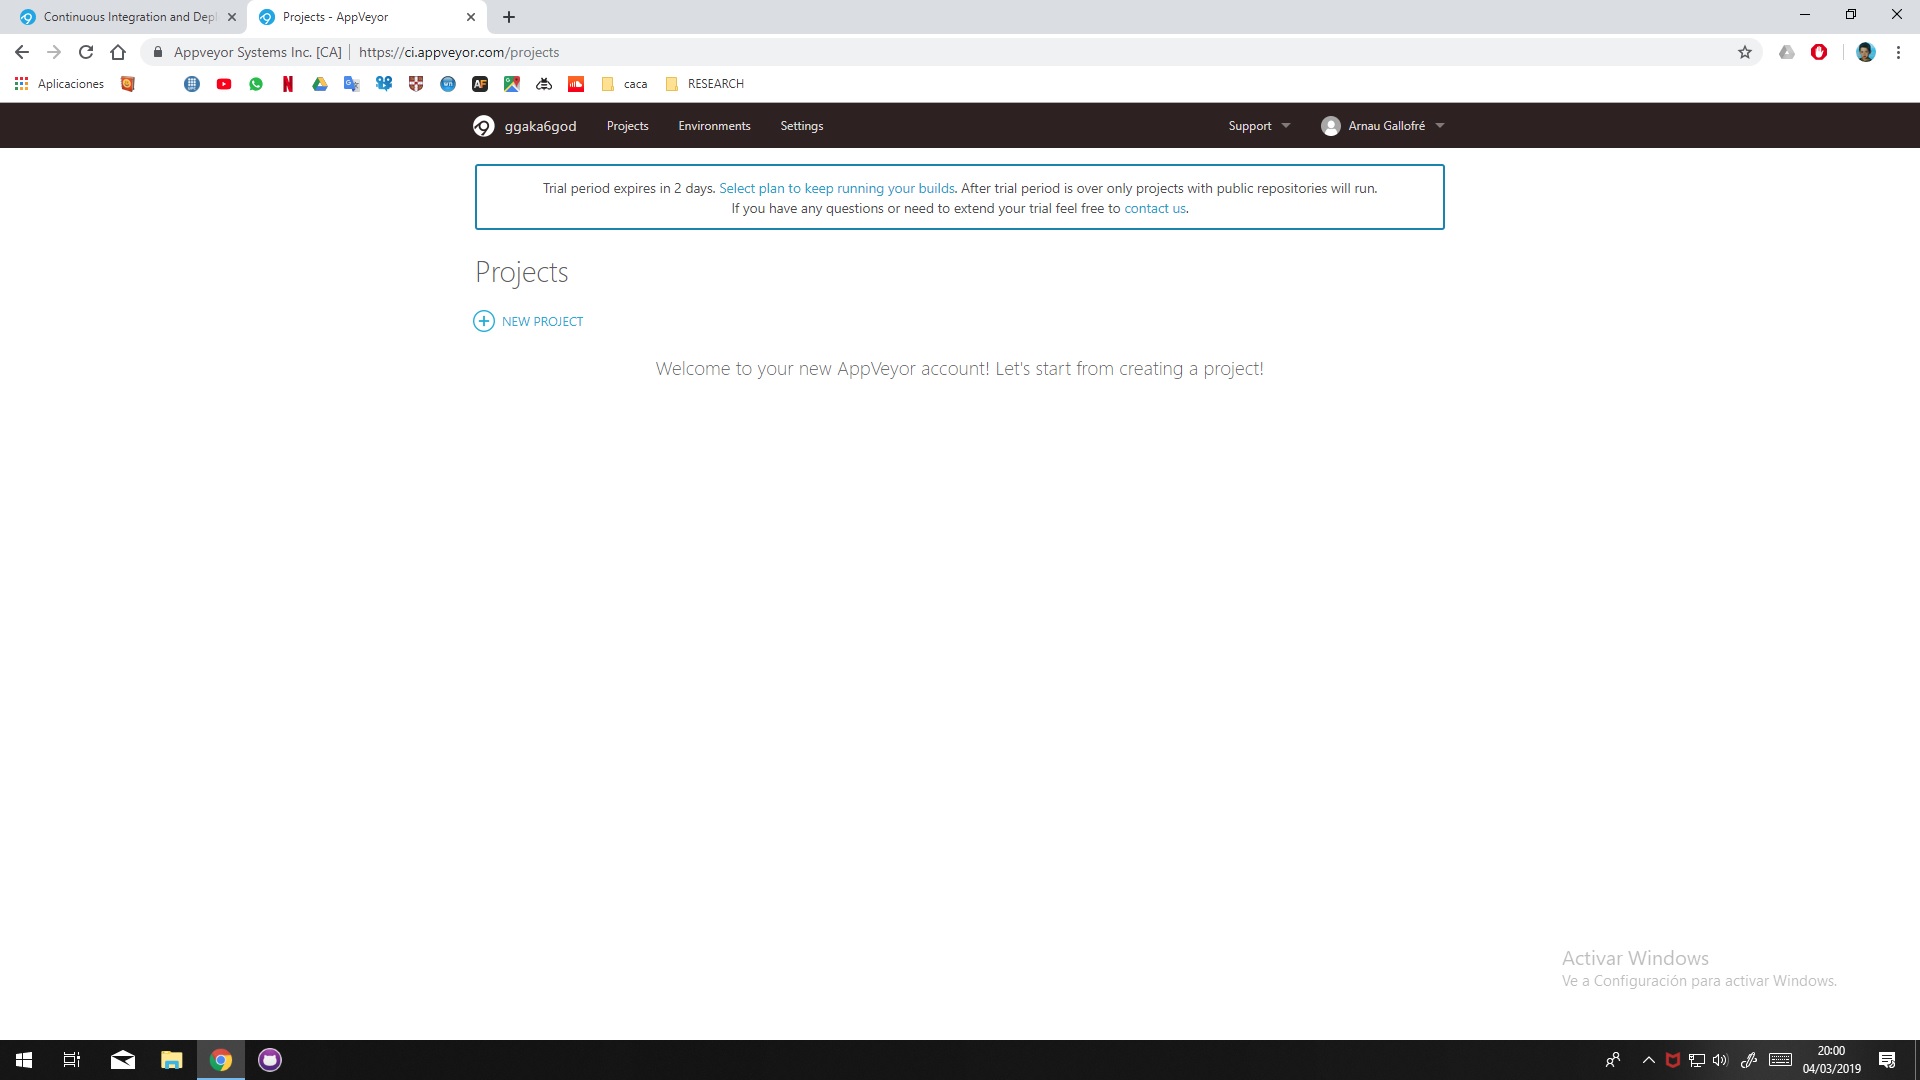 Continuous Integration and Depl
Projects - AppVeyor
Appveyor Systems Inc. [CA] | https://ci.appveyor.com/projects
Aplicaciones
caca
RESEARCH
ggaka6god
Projects
Environments
Settings
Support
Arnau Gallofré
Trial period expires in 2 days. Select plan to keep running your builds. After trial period is over only projects with public repositories will run.
If you have any questions or need to extend your trial feel free to contact us.
Projects
NEW PROJECT
Welcome to your new AppVeyor account! Let's start from creating a project!
Activar Windows
Ve a Configuración para activar Windows.
20:00
04/03/2019